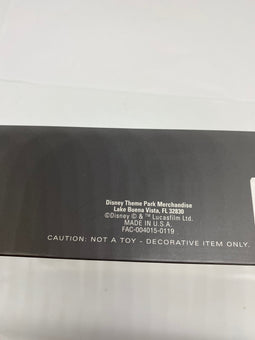 Disney Theme Park Merchandise
Lake Buena Vista, FL 32830
©Disney © & ™ Lucasfilm Ltd.
MADE IN U.S.A.
FAC-004015-0119
CAUTION: NOT A TOY - DECORATIVE ITEM ONLY.